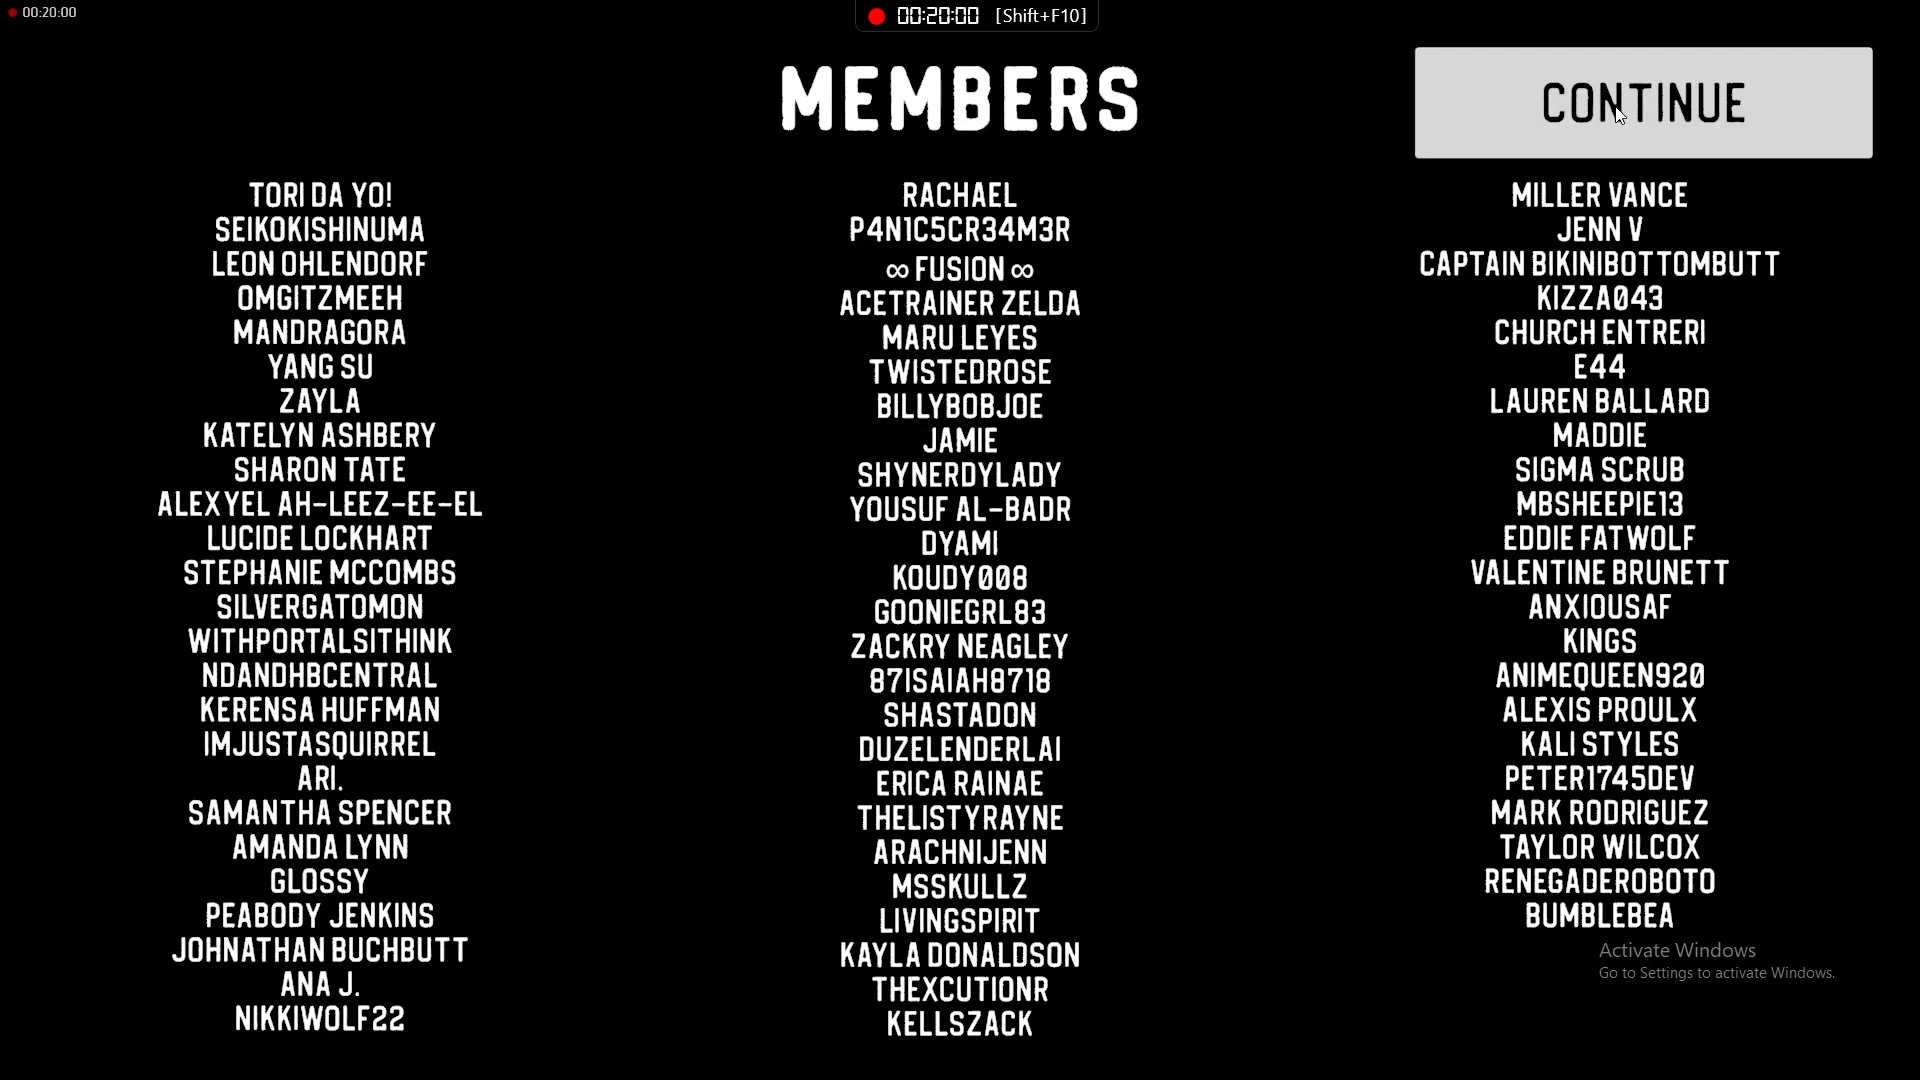 00:20:00
00:20:00 [Shift+F10]
MEMBERS
CONTINUE
TORI DA YO!
SEIKOKISHINUMA
LEON OHLENDORF
OMGITZMEEH
MANDRAGORA
YANG SU
ZAYLA
KATELYN ASHBERY
SHARON TATE
ALEXYEL AH-LEEZ-EE-EL
LUCIDE LOCKHART
STEPHANIE MCCOMBS
SILVERGATOMON
WITHPORTALSITHINK
NDANDHBCENTRAL
KERENSA HUFFMAN
IMJUSTASQUIRREL
ARI.
SAMANTHA SPENCER
AMANDA LYNN
GLOSSY
PEABODY JENKINS
JOHNATHAN BUCHBUTT
ANA J.
NIKKIWOLF22
RACHAEL
P4N1C5CR34M3R
∞ FUSION ∞
ACETRAINER ZELDA
MARU LEYES
TWISTEDROSE
BILLYBOBJOE
JAMIE
SHYNERDYLADY
YOUSUF AL-BADR
DYAMI
KOUDY008
GOONIEGRL83
ZACKRY NEAGLEY
87ISAIAH8718
SHASTADON
DUZELENDERLAI
ERICA RAINAE
THELISTYRAYNE
ARACHNIJENN
MSSKULLZ
LIVINGSPIRIT
KAYLA DONALDSON
THEXCUTIONR
KELLSZACK
MILLER VANCE
JENN V
CAPTAIN BIKINIBOTTOMBUTT
KIZZA043
CHURCH ENTRERI
E44
LAUREN BALLARD
MADDIE
SIGMA SCRUB
MBSHEEPIE13
EDDIE FATWOLF
VALENTINE BRUNETT
ANXIOUSAF
KINGS
ANIMEQUEEN920
ALEXIS PROULX
KALI STYLES
PETER1745DEV
MARK RODRIGUEZ
TAYLOR WILCOX
RENEGADEROBOTO
BUMBLEBEA
Activate Windows
Go to Settings to activate Windows.